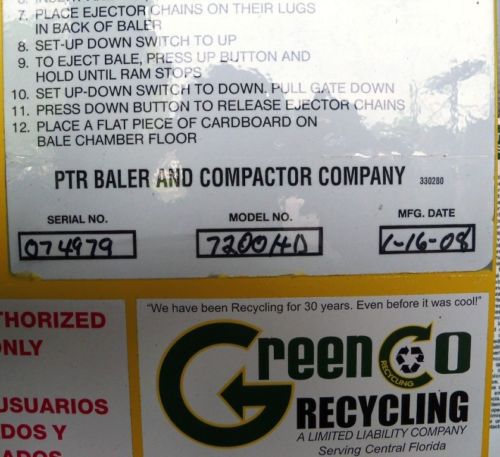 7. PLACE EJECTOR CHAINS ON THEIR LUGS
IN BACK OF BALER
8. SET-UP DOWN SWITCH TO UP
9. TO EJECT BALE, PRESS UP BUTTON AND
HOLD UNTIL RAM STOPS
10. SET UP-DOWN SWITCH TO DOWN. PULL GATE DOWN
11. PRESS DOWN BUTTON TO RELEASE EJECTOR CHAINS
12. PLACE A FLAT PIECE OF CARDBOARD ON
BALE CHAMBER FLOOR
PTR BALER AND COMPACTOR COMPANY 330280
SERIAL NO. MODEL NO. MFG. DATE
074979 7200HD 1-16-08
THORIZED
ONLY
USUARIOS
DOS Y
ADOS
"We have been Recycling for 30 years. Even before it was cool!"
GreenCo
RECYCLING
RECYCLING
A LIMITED LIABILITY COMPANY
Serving Central Florida